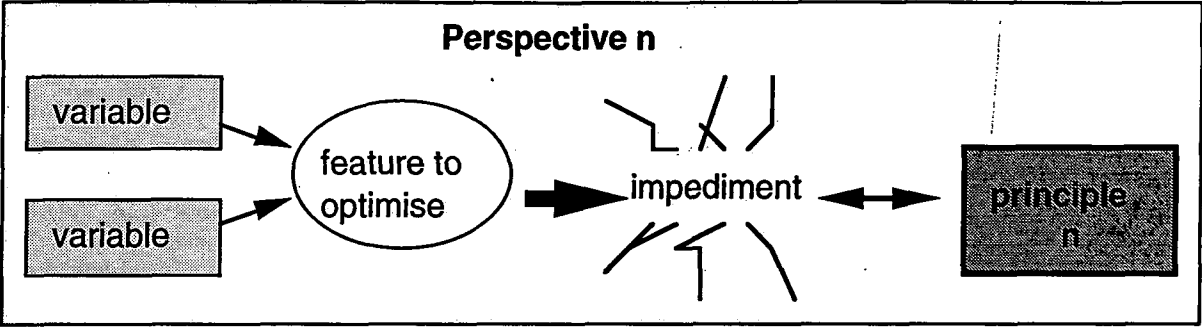 Perspective n
variable
feature to
optimise
variable
impediment
principle
n